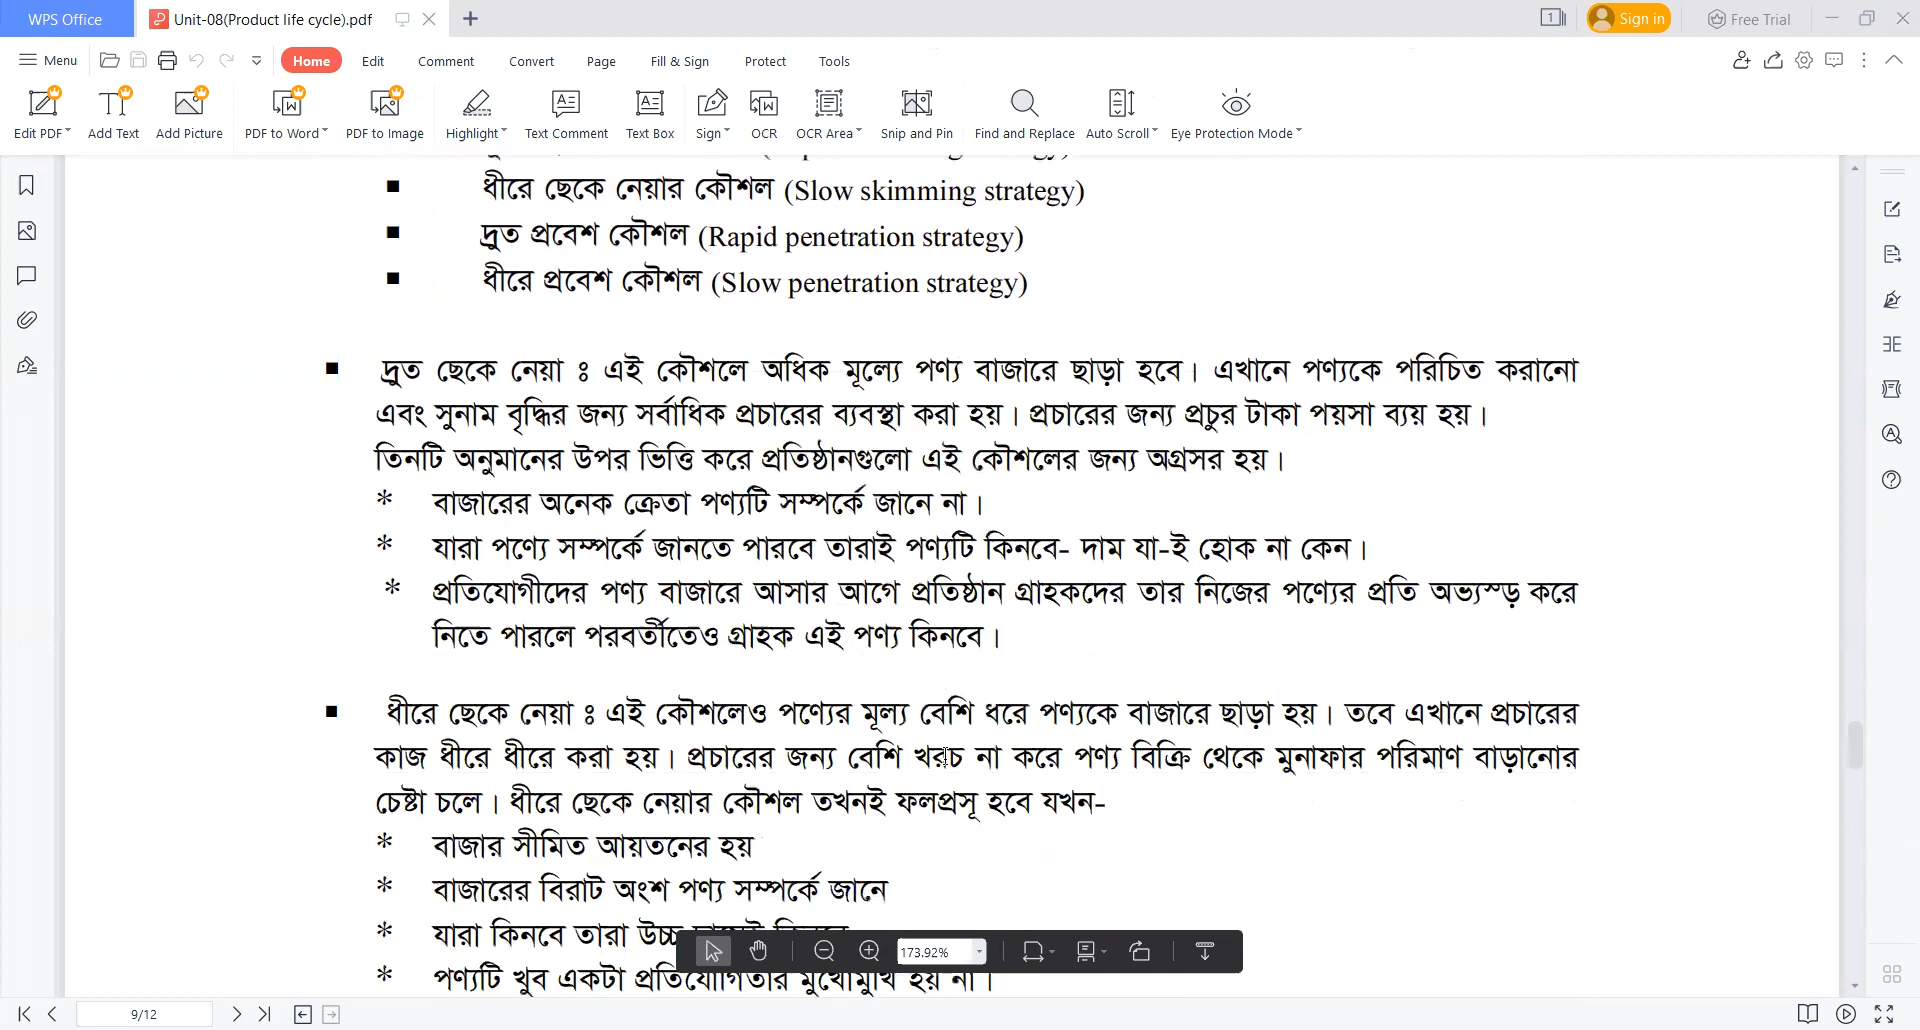 WPS Office
Unit-08(Product life cycle).pdf
Sign in
Free Trial
Menu
Home
Edit
Comment
Convert
Page
Fill & Sign
Protect
Tools
Edit PDF
Add Text
Add Picture
PDF to Word
PDF to Image
Highlight
Text Comment
Text Box
Sign
OCR
OCR Area
Snip and Pin
Find and Replace
Auto Scroll
Eye Protection Mode
■ ধীরে ছেকে নেয়ার কৌশল (Slow skimming strategy)
■ দ্রুত প্রবেশ কৌশল (Rapid penetration strategy)
■ ধীরে প্রবেশ কৌশল (Slow penetration strategy)
■ দ্রুত ছেকে নেয়া ঃ এই কৌশলে অধিক মূল্যে পণ্য বাজারে ছাড়া হবে। এখানে পণ্যকে পরিচিত করানো
এবং সুনাম বৃদ্ধির জন্য সর্বাধিক প্রচারের ব্যবস্থা করা হয়। প্রচারের জন্য প্রচুর টাকা পয়সা ব্যয় হয়।
তিনটি অনুমানের উপর ভিত্তি করে প্রতিষ্ঠানগুলো এই কৌশলের জন্য অগ্রসর হয়।
* বাজারের অনেক ক্রেতা পণ্যটি সম্পর্কে জানে না।
* যারা পণ্যে সম্পর্কে জানতে পারবে তারাই পণ্যটি কিনবে- দাম যা-ই হোক না কেন।
* প্রতিযোগীদের পণ্য বাজারে আসার আগে প্রতিষ্ঠান গ্রাহকদের তার নিজের পণ্যের প্রতি অভ্যস্ড় করে
নিতে পারলে পরবর্তীতেও গ্রাহক এই পণ্য কিনবে।
■ ধীরে ছেকে নেয়া ঃ এই কৌশলেও পণ্যের মূল্য বেশি ধরে পণ্যকে বাজারে ছাড়া হয়। তবে এখানে প্রচারের
কাজ ধীরে ধীরে করা হয়। প্রচারের জন্য বেশি খরচ না করে পণ্য বিক্রি থেকে মুনাফার পরিমাণ বাড়ানোর
চেষ্টা চলে। ধীরে ছেকে নেয়ার কৌশল তখনই ফলপ্রসূ হবে যখন-
* বাজার সীমিত আয়তনের হয়
* বাজারের বিরাট অংশ পণ্য সম্পর্কে জানে
* যারা কিনবে তারা উচ্চ
173.92%
* পণ্যটি খুব একটা প্রতিযোগিতার মুখোমুখি হয় না।
9/12